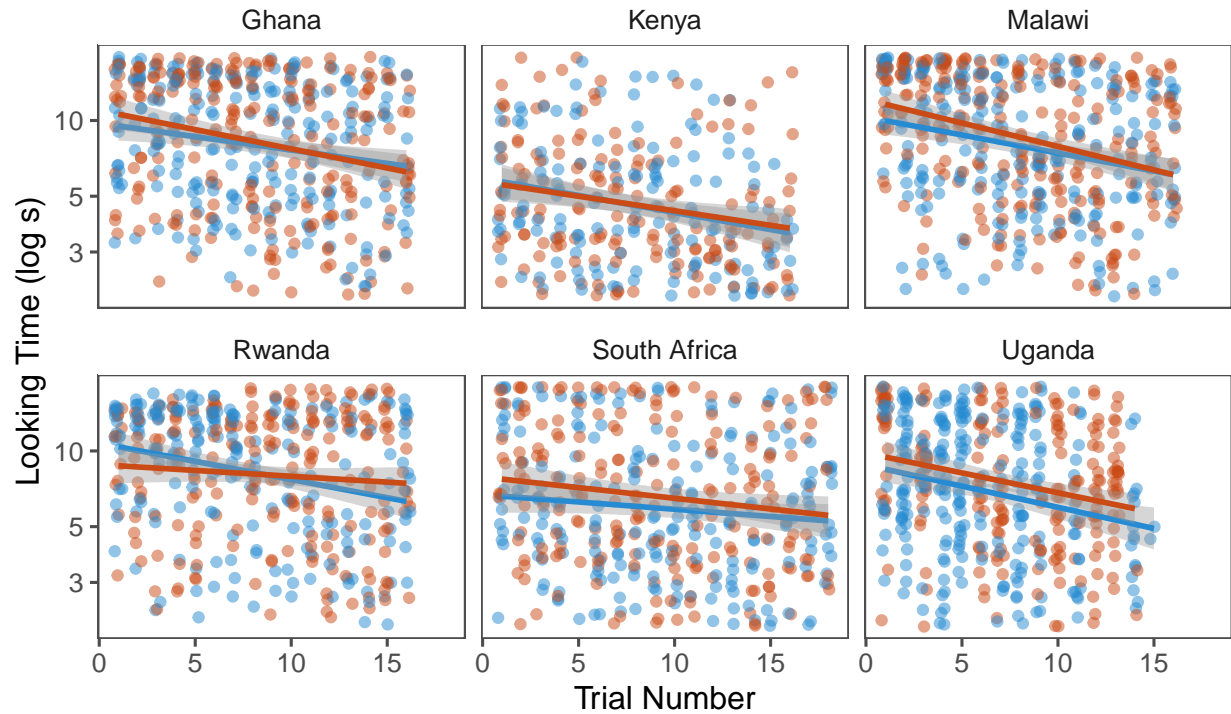 Ghana Kenya Malawi
10
5
3
Rwanda South Africa Uganda
10
5
3
0 5 10 15 0 5 10 15 0 5 10 15
Looking Time (log s)
Trial Number